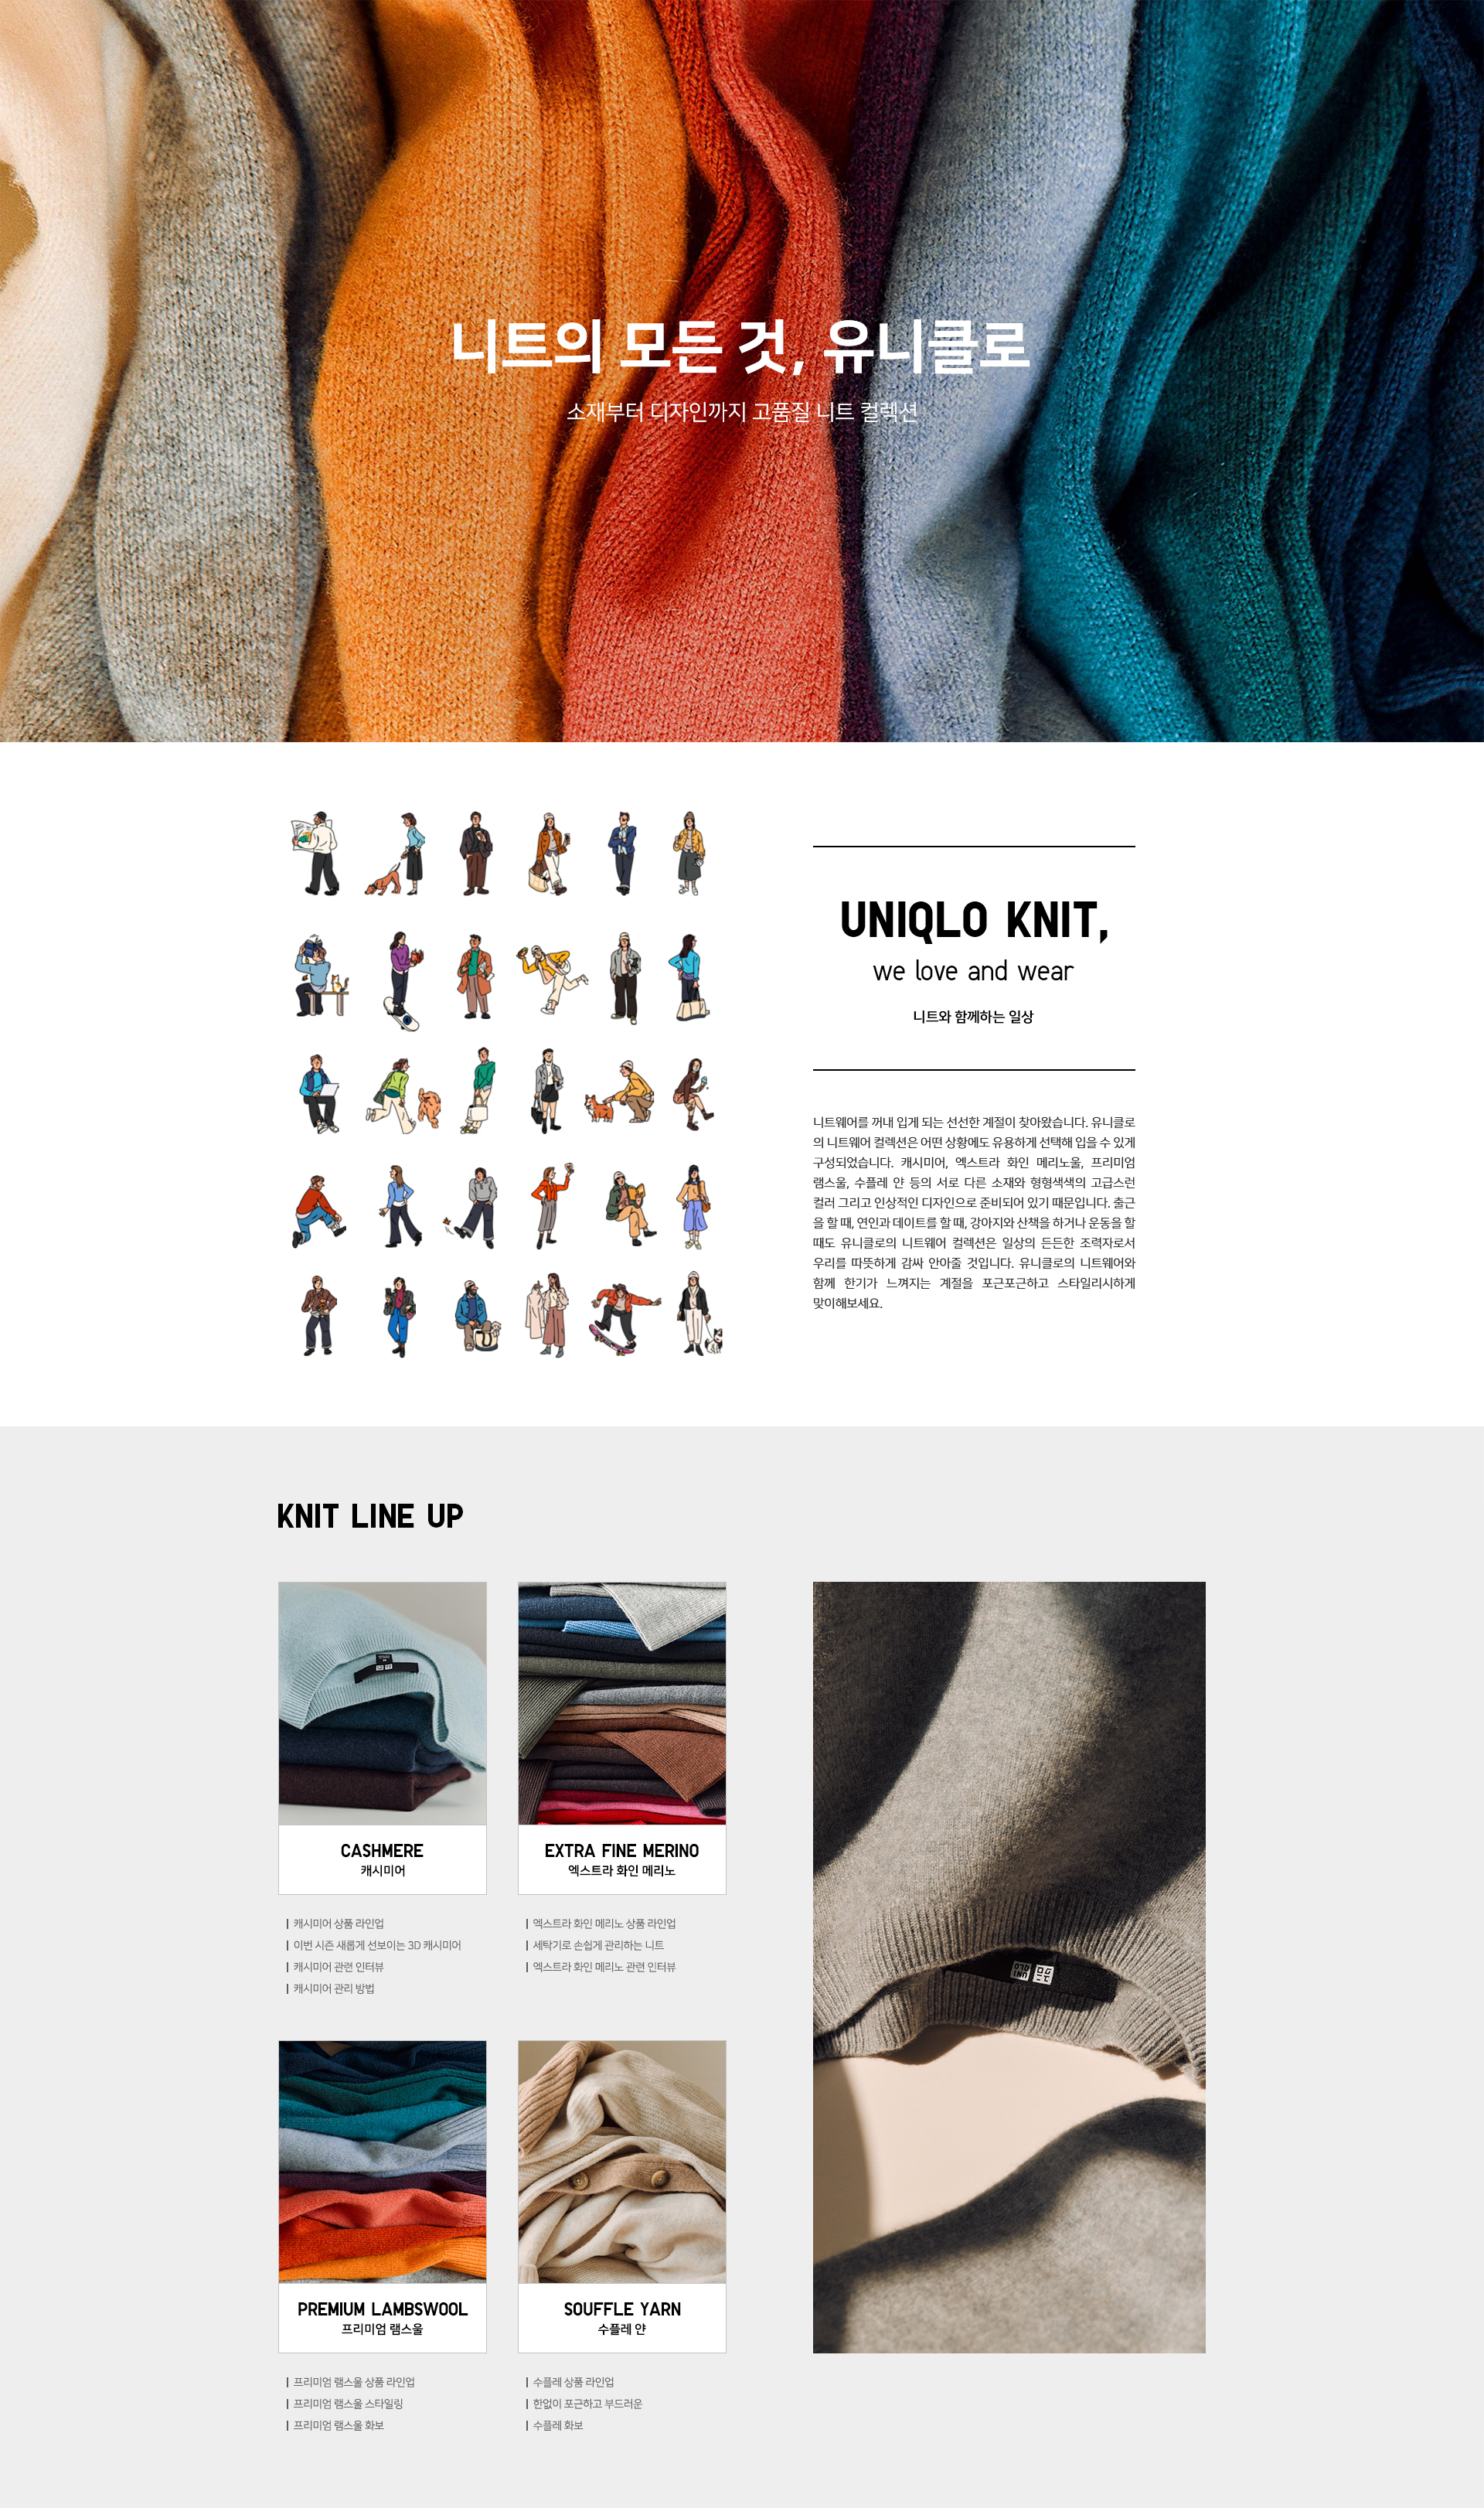 니트의 모든 것, 유니클로
소재부터 디자인까지 고품질 니트 컬렉션
UNIQLO KNIT,
we love and wear
니트와 함께하는 일상
니트웨어를 꺼내 입게 되는 선선한 계절이 찾아왔습니다. 유니클로
의 니트웨어 컬렉션은 어떤 상황에도 유용하게 선택해 입을 수 있게
구성되었습니다. 캐시미어, 엑스트라 화인 메리노울, 프리미엄
램스울, 수플레 얀 등의 서로 다른 소재와 형형색색의 고급스런
컬러 그리고 인상적인 디자인으로 준비되어 있기 때문입니다. 출근
을 할 때, 연인과 데이트를 할 때, 강아지와 산책을 하거나 운동을 할
때도 유니클로의 니트웨어 컬렉션은 일상의 든든한 조력자로서
우리를 따뜻하게 감싸 안아줄 것입니다. 유니클로의 니트웨어와
함께 한기가 느껴지는 계절을 포근포근하고 스타일리시하게
맞이해보세요.
KNIT LINE UP
CASHMERE
캐시미어
캐시미어 상품 라인업
이번 시즌 새롭게 선보이는 3D 캐시미어
캐시미어 관련 인터뷰
캐시미어 관리 방법
EXTRA FINE MERINO
엑스트라 화인 메리노
엑스트라 화인 메리노 상품 라인업
세탁기로 손쉽게 관리하는 니트
엑스트라 화인 메리노 관련 인터뷰
PREMIUM LAMBSWOOL
프리미엄 램스울
프리미엄 램스울 상품 라인업
프리미엄 램스울 스타일링
프리미엄 램스울 화보
SOUFFLE YARN
수플레 얀
수플레 상품 라인업
한없이 포근하고 부드러운
수플레 화보
UNI
QLO